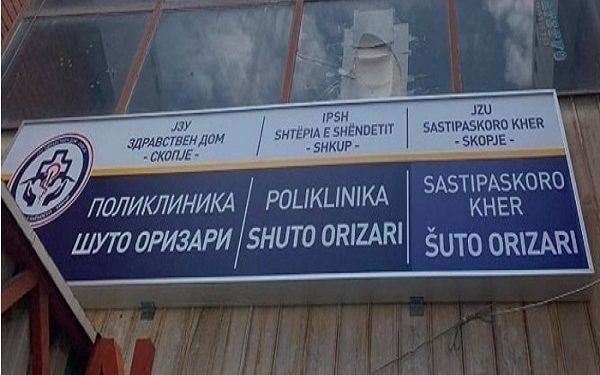 ЈЗУ
ЗДРАВСТВЕН ДОМ
- СКОПЈЕ -
IPSH
SHTËPIA E SHËNDETIT
- SHKUP -
JZU
SASTIPASKORO KHER
- SKOPJE -
ПОЛИКЛИНИКА
ШУТО ОРИЗАРИ
POLIKLINIKA
SHUTO ORIZARI
SASTIPASKORO
KHER
ŠUTO ORIZARI